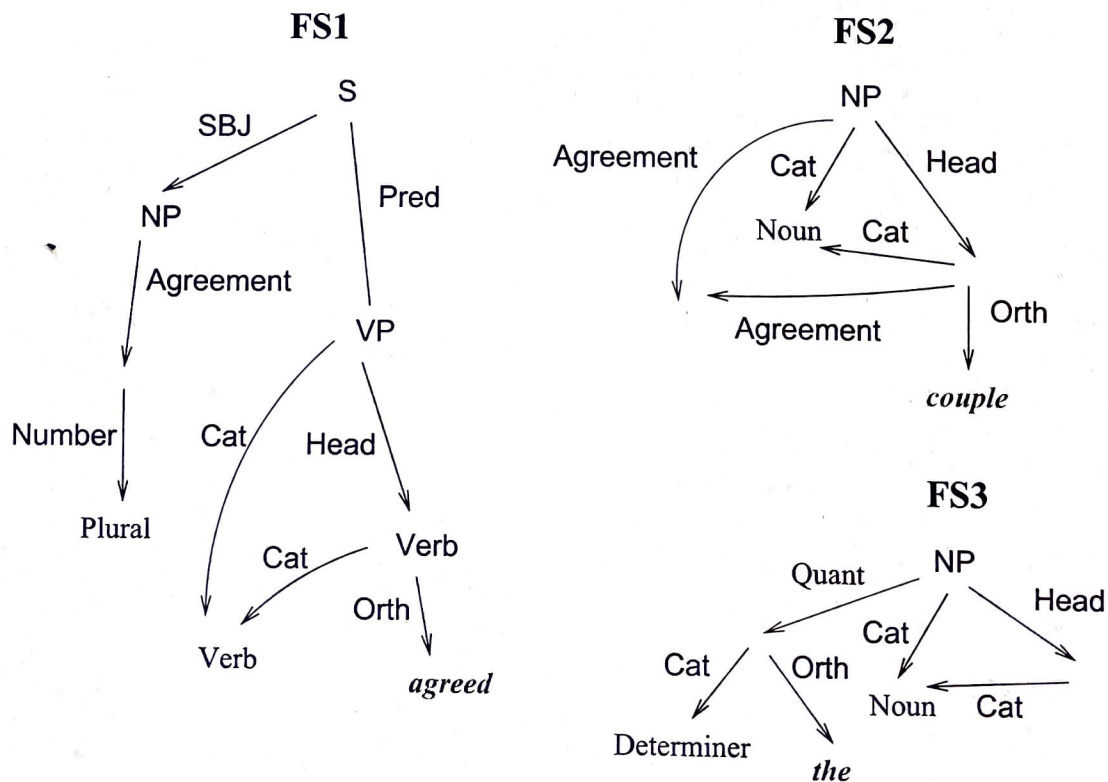 FS1
S
SBJ
Pred
NP
Agreement
VP
Number
Cat
Head
Plural
Cat
Verb
Orth
Verb
agreed
FS2
NP
Agreement
Cat
Head
Noun
Cat
Agreement
Orth
couple
FS3
NP
Quant
Head
Cat
Cat
Orth
Noun
Cat
Determiner
the